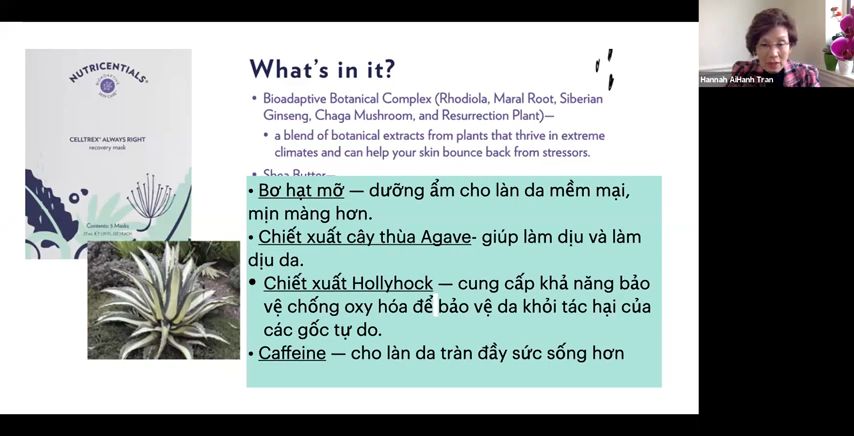 What's in it?
• Bioadaptive Botanical Complex (Rhodiola, Maral Root, Siberian
Ginseng, Chaga Mushroom, and Resurrection Plant)—
• a blend of botanical extracts from plants that thrive in extreme
climates and can help your skin bounce back from stressors.
• Shea Butter—
• Bơ hạt mỡ — dưỡng ẩm cho làn da mềm mại,
mịn màng hơn.
• Chiết xuất cây thùa Agave- giúp làm dịu và làm
dịu da.
• Chiết xuất Hollyhock — cung cấp khả năng bảo
vệ chống oxy hóa để bảo vệ da khỏi tác hại của
các gốc tự do.
• Caffeine — cho làn da tràn đầy sức sống hơn
NUTRICENTIALS®
CELLTREX® ALWAYS RIGHT
recovery mask
Contents: 5 Masks
Hannah AiHanh Tran